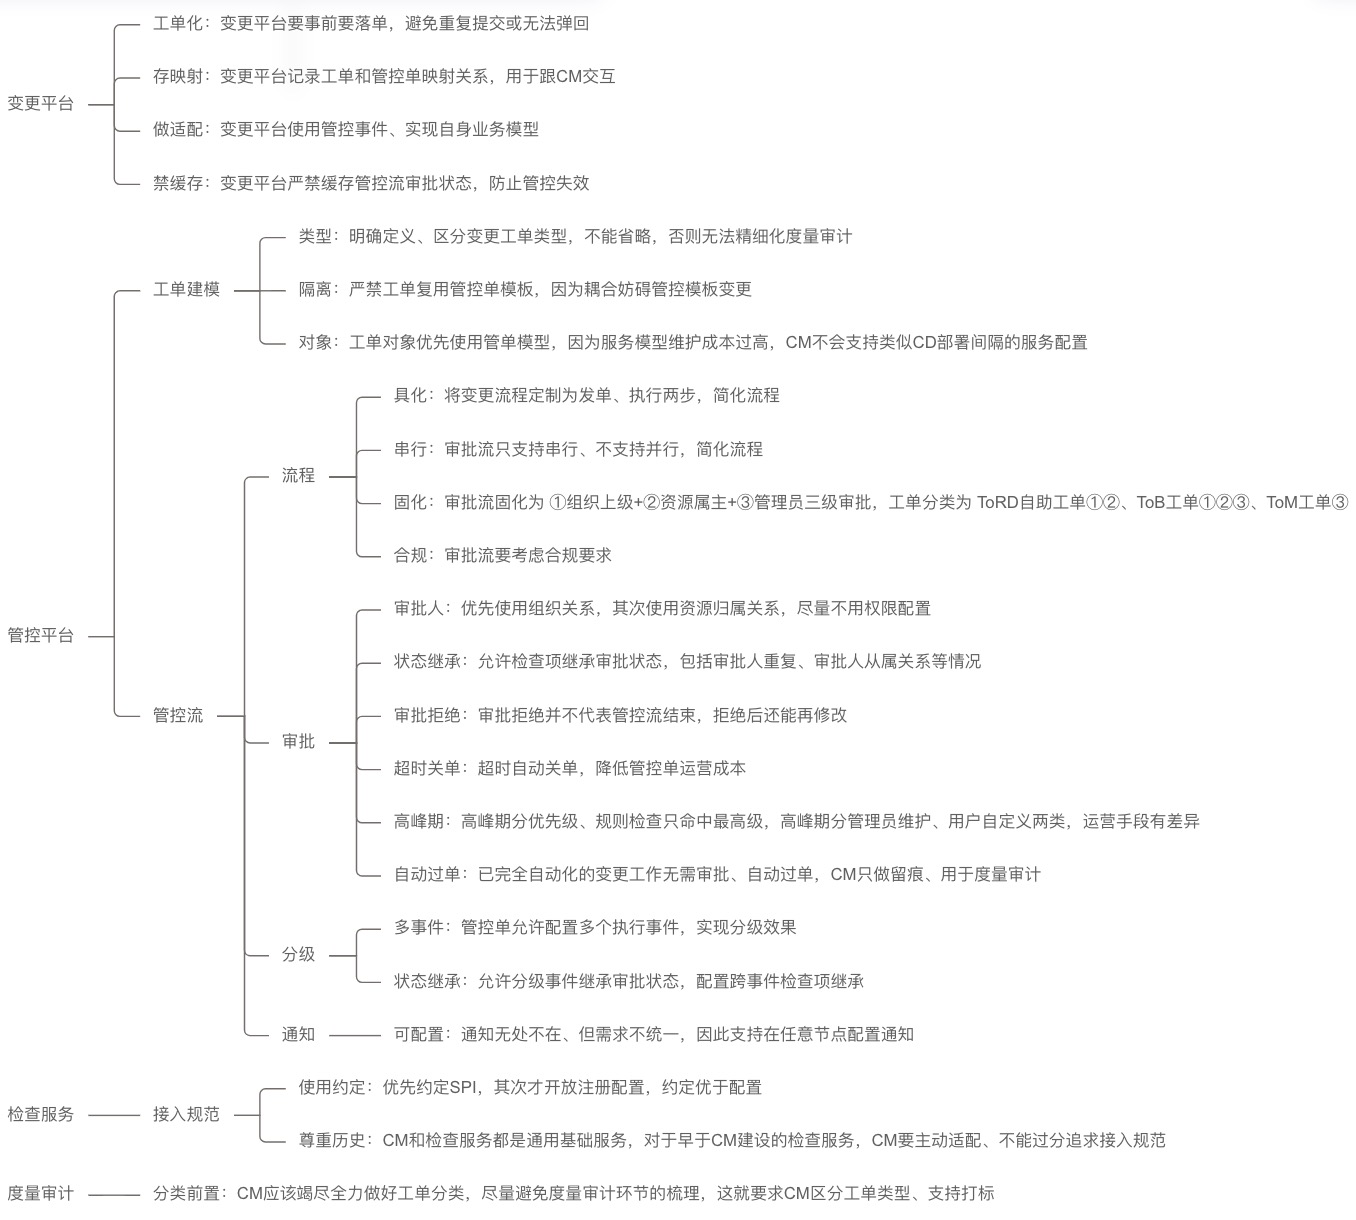 工单化：变更平台要事前要落单，避免重复提交或无法弹回
存映射：变更平台记录工单和管控单映射关系，用于跟CM交互
变更平台
做适配：变更平台使用管控事件、实现自身业务模型
禁缓存：变更平台严禁缓存管控流审批状态，防止管控失效
类型：明确定义、区分变更工单类型，不能省略，否则无法精细化度量审计
工单建模
隔离：严禁工单复用管控单模板，因为耦合妨碍管控模板变更
对象：工单对象优先使用管单模型，因为服务模型维护成本过高，CM不会支持类似CD部署间隔的服务配置
具化：将变更流程定制为发单、执行两步，简化流程
串行：审批流只支持串行、不支持并行，简化流程
流程
固化：审批流固化为 ①组织上级+②资源属主+③管理员三级审批，工单分类为 ToRD自助工单①②、ToB工单①②③、ToM工单③
合规：审批流要考虑合规要求
审批人：优先使用组织关系，其次使用资源归属关系，尽量不用权限配置
管控平台
状态继承：允许检查项继承审批状态，包括审批人重复、审批人从属关系等情况
管控流
审批拒绝：审批拒绝并不代表管控流结束，拒绝后还能再修改
审批
超时关单：超时自动关单，降低管控单运营成本
高峰期：高峰期分优先级、规则检查只命中最高级，高峰期分管理员维护、用户自定义两类，运营手段有差异
自动过单：已完全自动化的变更工作无需审批、自动过单，CM只做留痕、用于度量审计
多事件：管控单允许配置多个执行事件，实现分级效果
分级
状态继承：允许分级事件继承审批状态，配置跨事件检查项继承
通知
可配置：通知无处不在、但需求不统一，因此支持在任意节点配置通知
使用约定：优先约定SPI，其次才开放注册配置，约定优于配置
检查服务
接入规范
尊重历史：CM和检查服务都是通用基础服务，对于早于CM建设的检查服务，CM要主动适配、不能过分追求接入规范
度量审计
分类前置：CM应该竭尽全力做好工单分类，尽量避免度量审计环节的梳理，这就要求CM区分工单类型、支持打标